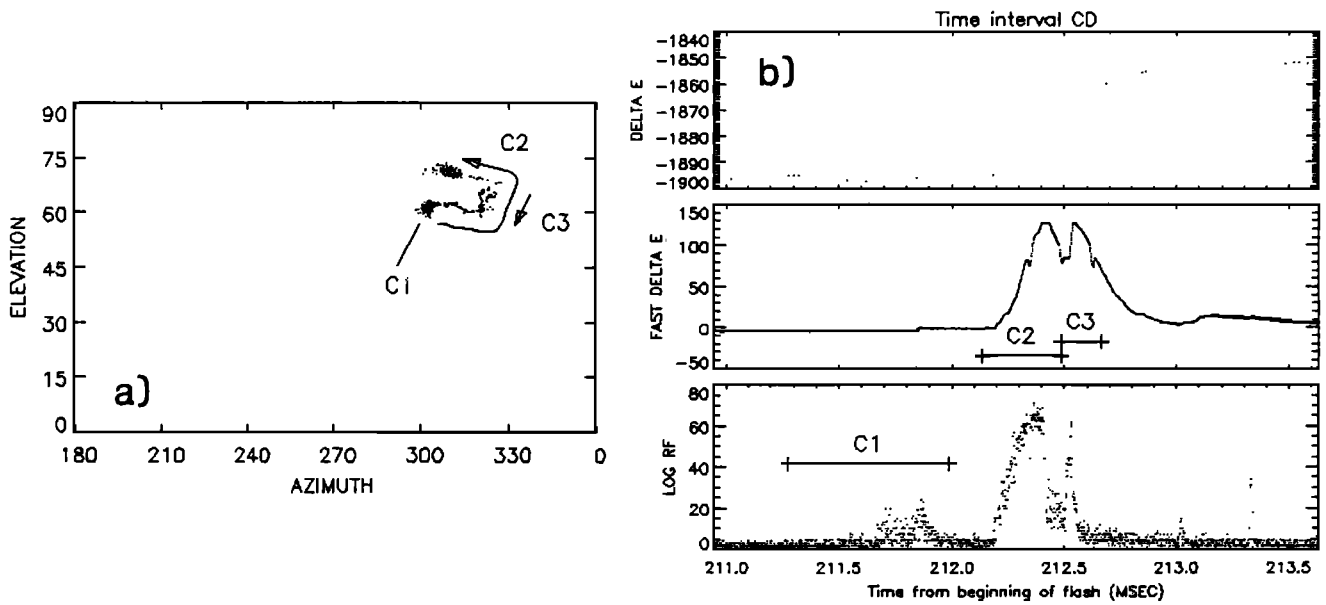 90
75
60
45
30
15
0
ELEVATION
a)
C2
C3
C1
180 210 240 270 300 330 0
AZIMUTH
Time interval CD
b)
-1840
-1850
-1860
-1870
-1880
-1890
-1900
DELTA E
150
100
50
0
-50
FAST DELTA E
C2
C3
80
60
40
20
0
LOG RF
C1
211.0 211.5 212.0 212.5 213.0 213.5
Time from beginning of flash (MSEC)